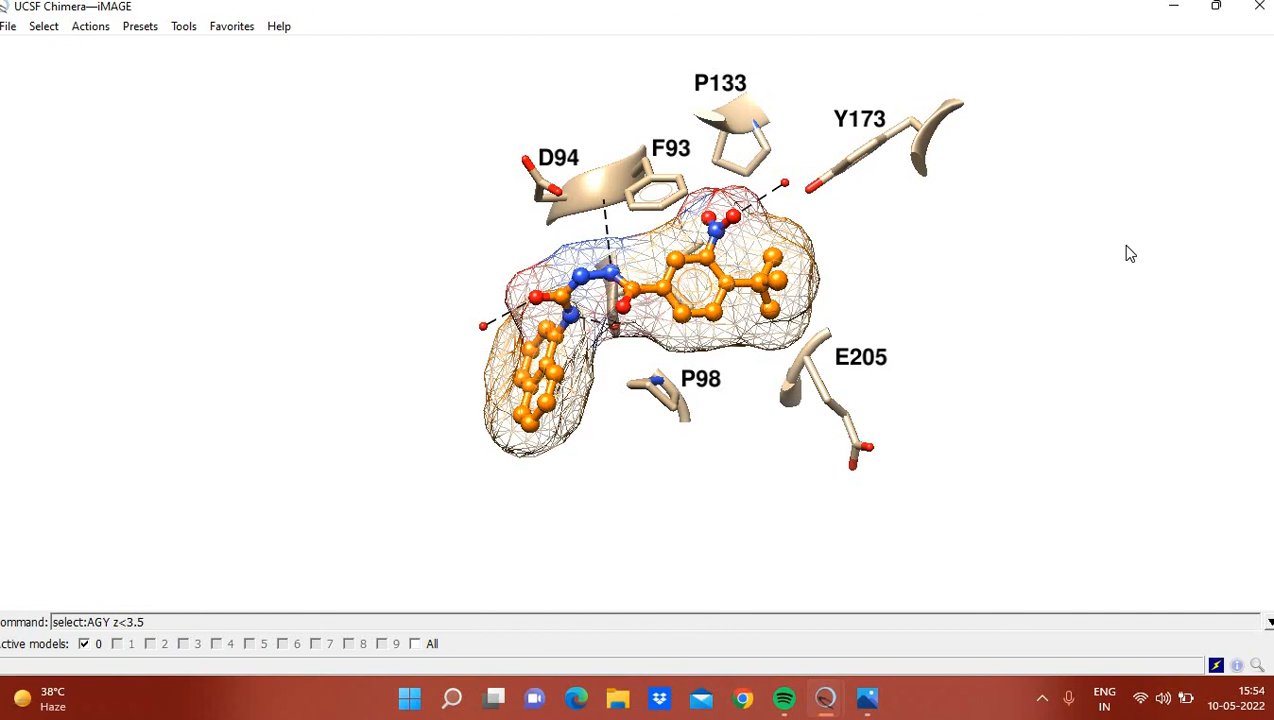 UCSF Chimera—iMAGE
File Select Actions Presets Tools Favorites Help
P133
Y173
D94
F93
E205
P98
ommand: select:AGY z<3.5
ctive models: 0 1 2 3 4 5 6 7 8 9 All
38°C
Haze
ENG
IN
15:54
10-05-2022